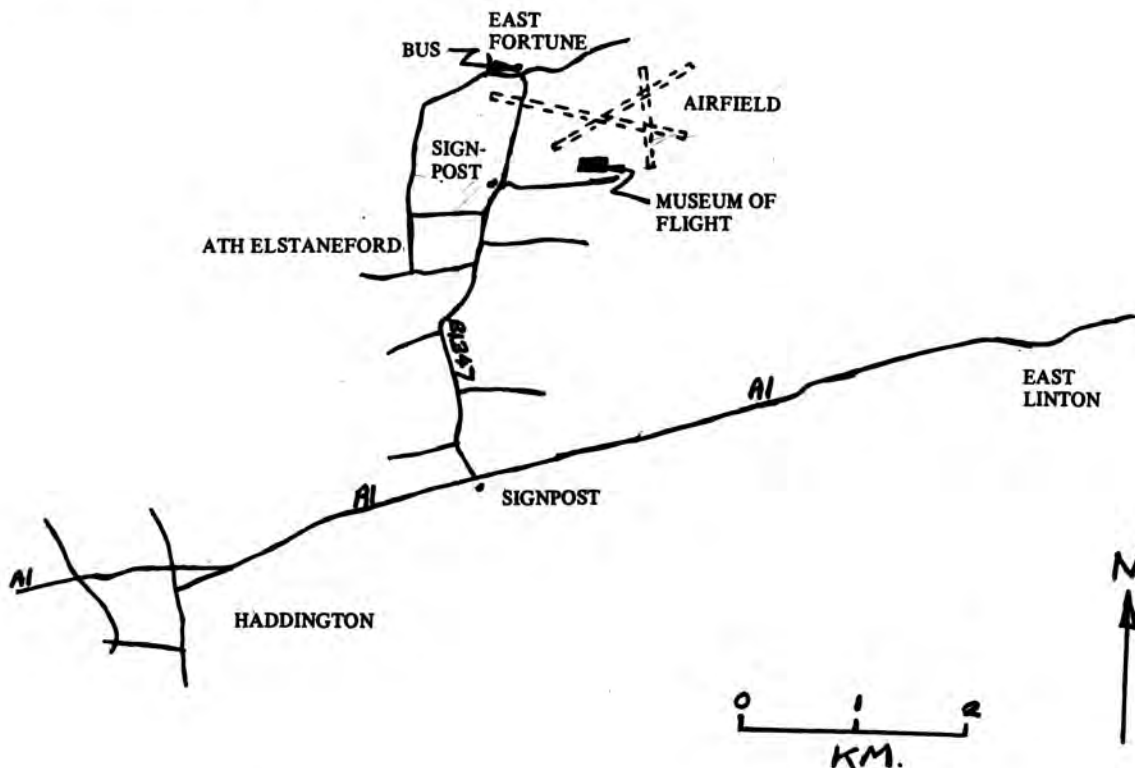 EAST
FORTUNE
BUS
AIRFIELD
SIGN-
POST
MUSEUM OF
FLIGHT
ATH ELSTANEFORD
B1347
EAST
LINTON
A1
A1
SIGNPOST
A1
HADDINGTON
N
0 1 2
KM.